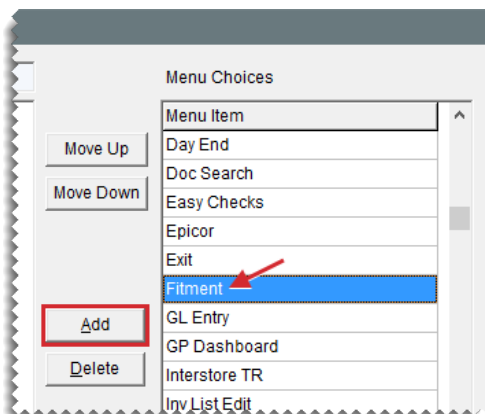 Menu Choices
Menu Item
Move Up
Day End
Doc Search
Move Down
Easy Checks
Epicor
Exit
Fitment
Add
GL Entry
GP Dashboard
Delete
Interstore TR
Inv List Edit